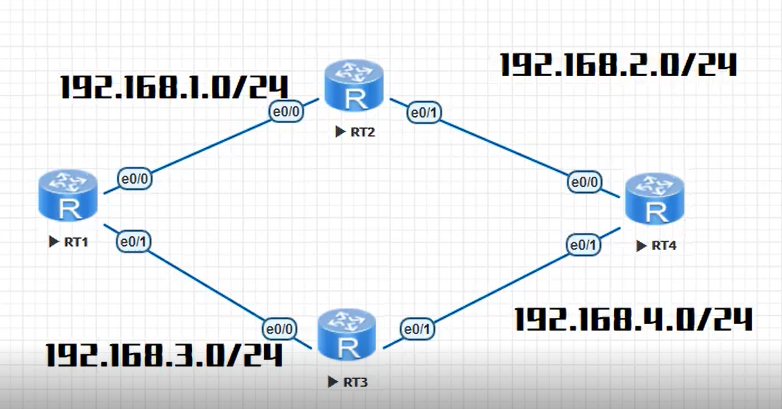 192.168.1.0/24
192.168.2.0/24
R
e0/0
e0/1
RT2
e0/0
e0/0
R
R
RT1
e0/1
e0/1
RT4
192.168.4.0/24
R
e0/0
e0/1
192.168.3.0/24
RT3